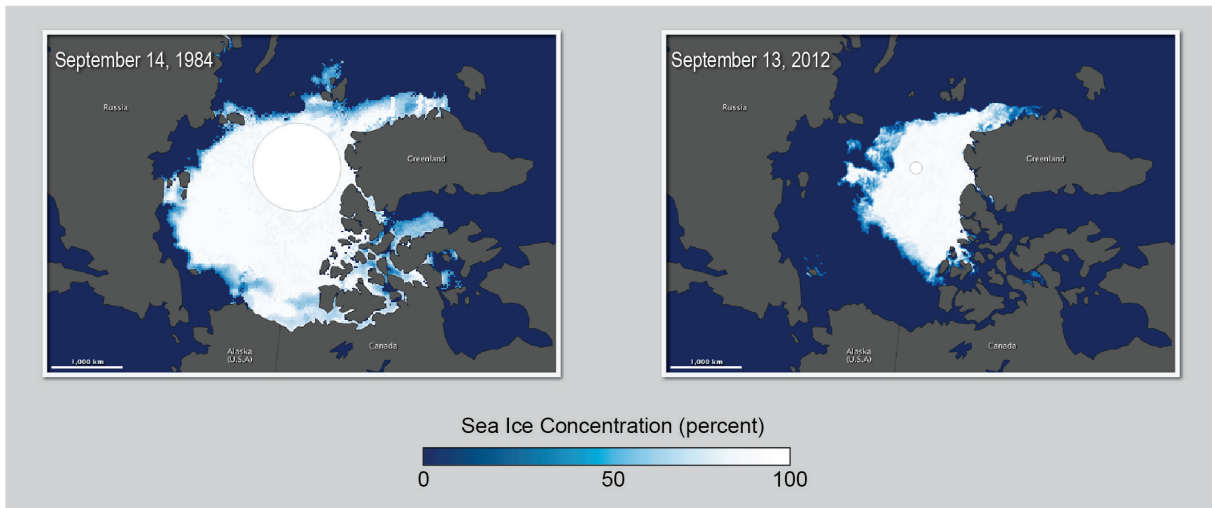 September 14, 1984
Russia
Greenland
Alaska
(U.S.A)
Canada
1,000 km
September 13, 2012
Russia
Greenland
Alaska
(U.S.A)
Canada
1,000 km
Sea Ice Concentration (percent)
0 50 100